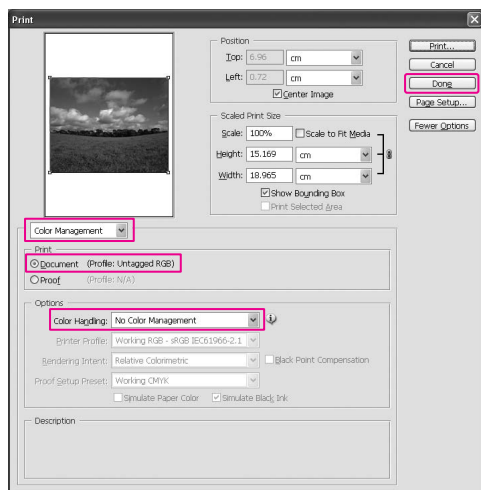 Print
Position
Top: 6.96 cm
Left: 0.72 cm
Center Image
Scaled Print Size
Scale: 100% Scale to Fit Media
Height: 15.169 cm
Width: 18.965 cm
Show Bounding Box
Print Selected Area
Print...
Cancel
Done
Page Setup...
Fewer Options
Color Management
Print
Document (Profile: Untagged RGB)
Proof (Profile: N/A)
Options
Color Handling: No Color Management
Printer Profile: Working RGB - sRGB IEC61966-2.1
Rendering Intent: Relative Colorimetric Black Point Compensation
Proof Setup Preset: Working CMYK
Simulate Paper Color Simulate Black Ink
Description